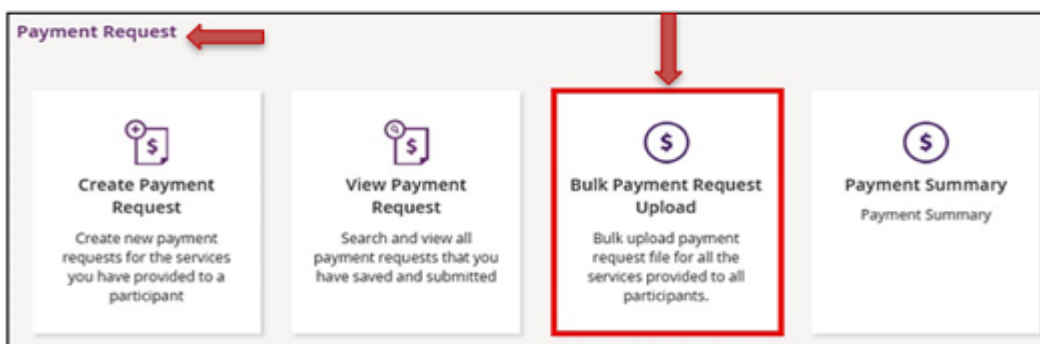 Payment Request
Create Payment
Request
Create new payment
requests for the services
you have provided to a
participant
View Payment
Request
Search and view all
payment requests that you
have saved and submitted
Bulk Payment Request
Upload
Bulk upload payment
request file for all the
services provided to all
participants.
Payment Summary
Payment Summary